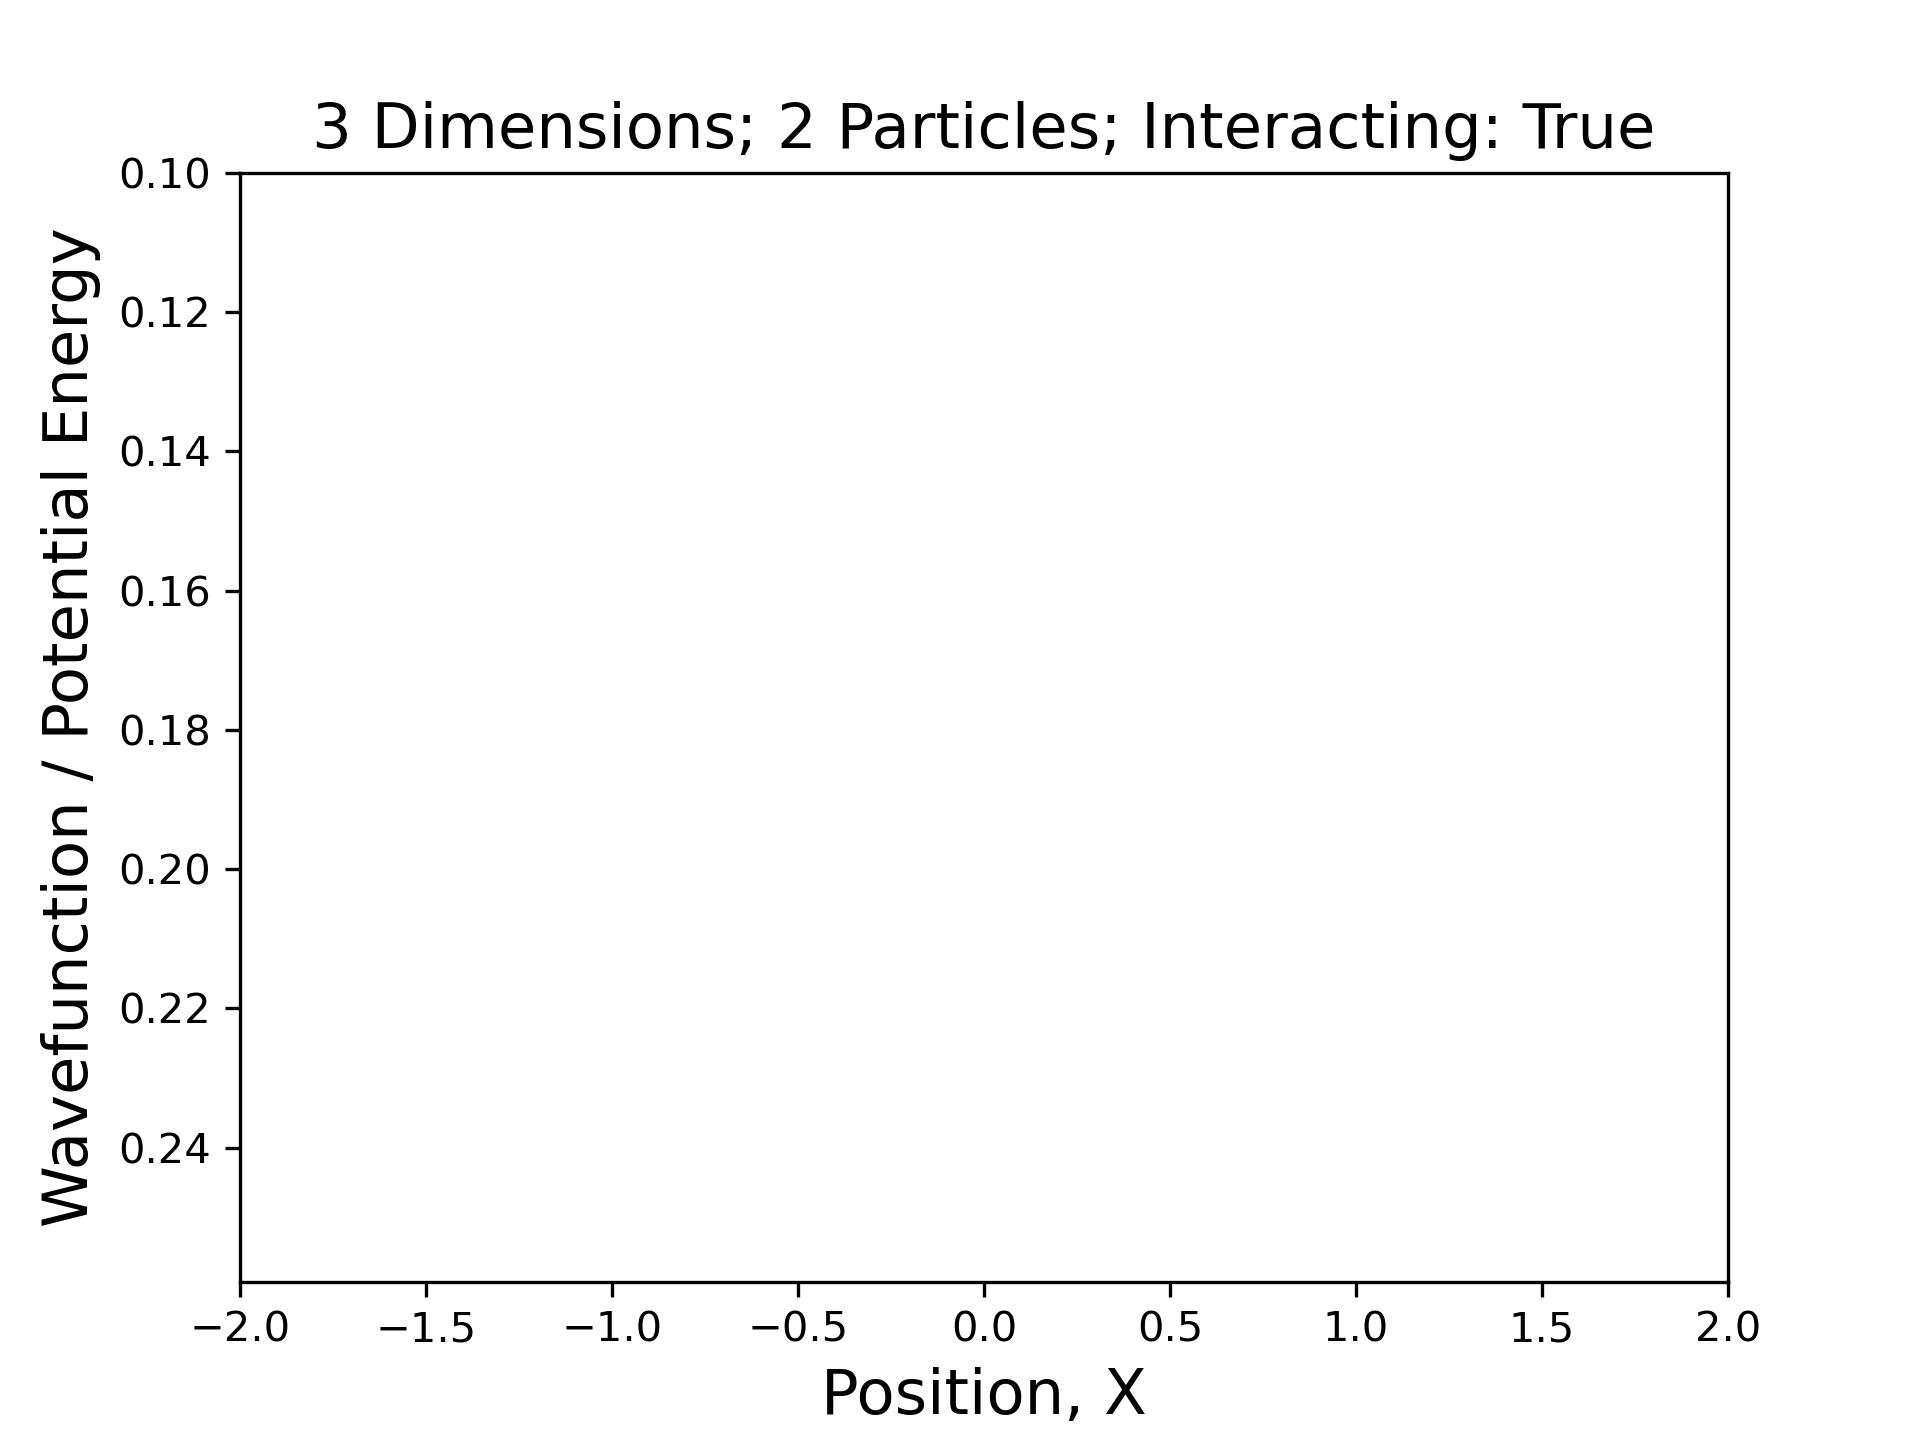 3 Dimensions; 2 Particles; Interacting: True
Wavefunction / Potential Energy
0.10
0.12
0.14
0.16
0.18
0.20
0.22
0.24
−2.0 −1.5 −1.0 −0.5 0.0 0.5 1.0 1.5 2.0
Position, X